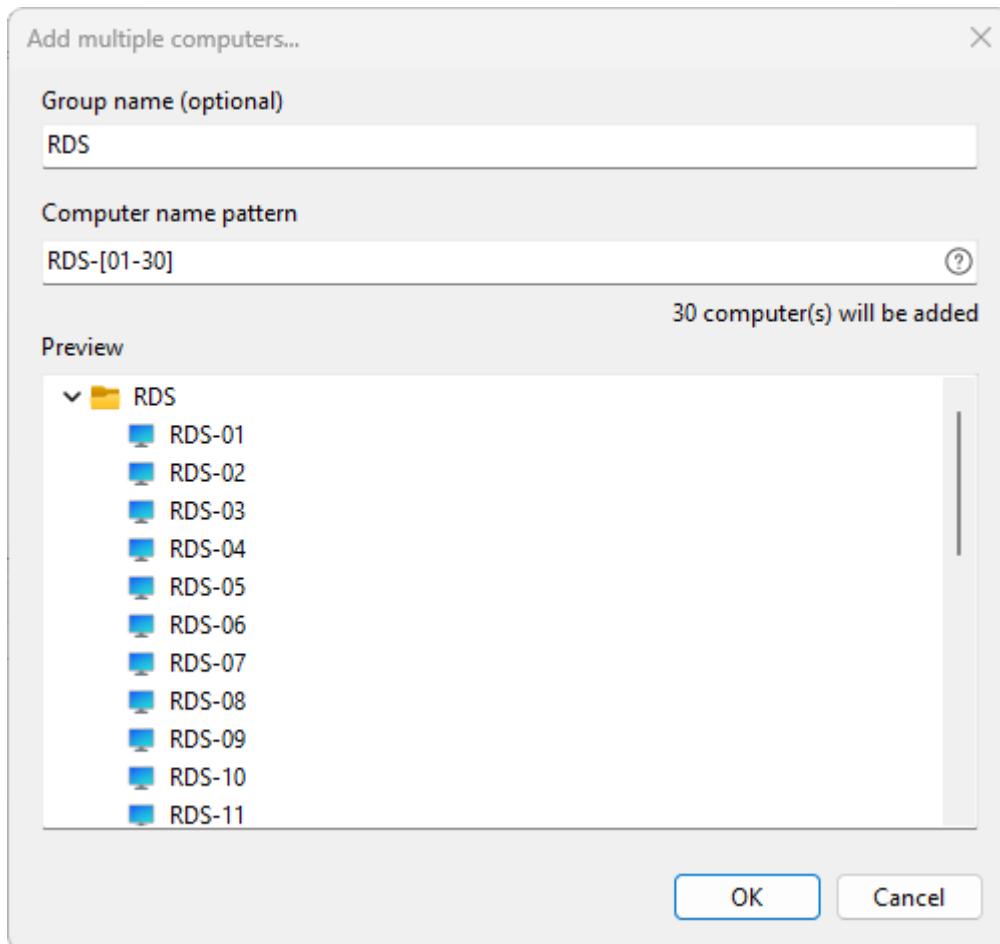 Add multiple computers...
Group name (optional)
RDS
Computer name pattern
RDS-[01-30]
30 computer(s) will be added
Preview
RDS
RDS-01
RDS-02
RDS-03
RDS-04
RDS-05
RDS-06
RDS-07
RDS-08
RDS-09
RDS-10
RDS-11
OK Cancel